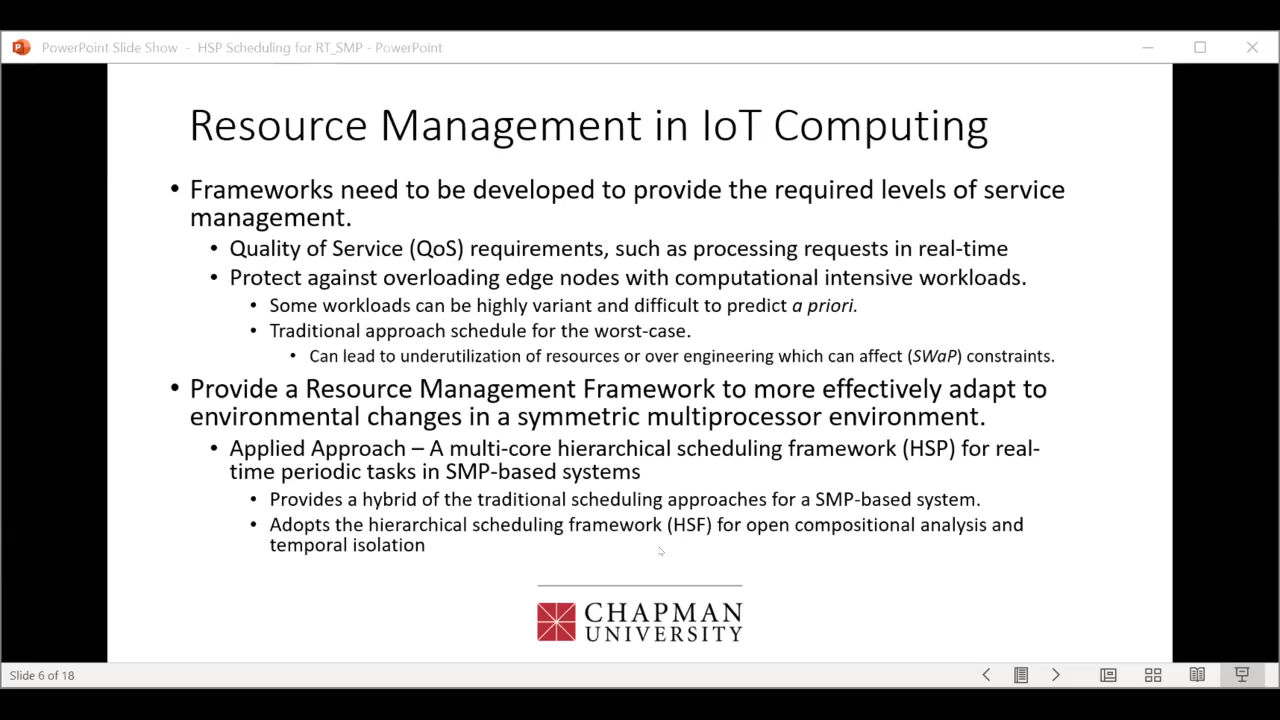 PowerPoint Slide Show - HSP Scheduling for RT_SMP - PowerPoint
Resource Management in IoT Computing
• Frameworks need to be developed to provide the required levels of service
management.
• Quality of Service (QoS) requirements, such as processing requests in real-time
• Protect against overloading edge nodes with computational intensive workloads.
• Some workloads can be highly variant and difficult to predict a priori.
• Traditional approach schedule for the worst-case.
• Can lead to underutilization of resources or over engineering which can affect (SWaP) constraints.
• Provide a Resource Management Framework to more effectively adapt to
environmental changes in a symmetric multiprocessor environment.
• Applied Approach – A multi-core hierarchical scheduling framework (HSP) for real-
time periodic tasks in SMP-based systems
• Provides a hybrid of the traditional scheduling approaches for a SMP-based system.
• Adopts the hierarchical scheduling framework (HSF) for open compositional analysis and
temporal isolation
CHAPMAN
UNIVERSITY
Slide 6 of 18